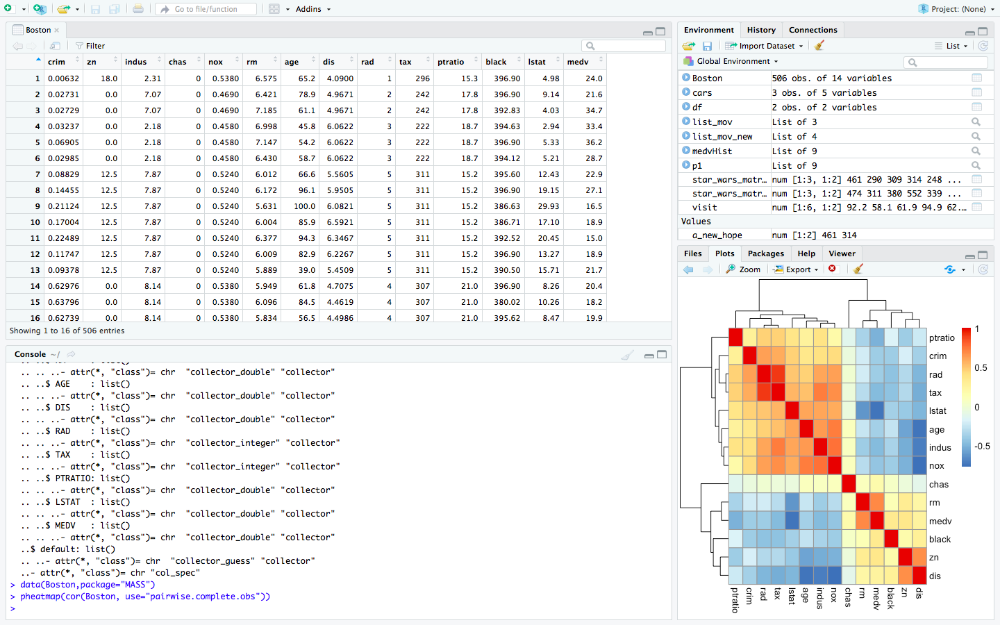 Go to file/function
Addins
Project: (None)
Boston
Filter
crim zn indus chas nox rm age dis rad tax ptratio black lstat medv
1 0.00632 18.0 2.31 0 0.5380 6.575 65.2 4.0900 1 296 15.3 396.90 4.98 24.0
2 0.02731 0.0 7.07 0 0.4690 6.421 78.9 4.9671 2 242 17.8 396.90 9.14 21.6
3 0.02729 0.0 7.07 0 0.4690 7.185 61.1 4.9671 2 242 17.8 392.83 4.03 34.7
4 0.03237 0.0 2.18 0 0.4580 6.998 45.8 6.0622 3 222 18.7 394.63 2.94 33.4
5 0.06905 0.0 2.18 0 0.4580 7.147 54.2 6.0622 3 222 18.7 396.90 5.33 36.2
6 0.02985 0.0 2.18 0 0.4580 6.430 58.7 6.0622 3 222 18.7 394.12 5.21 28.7
7 0.08829 12.5 7.87 0 0.5240 6.012 66.6 5.5605 5 311 15.2 395.60 12.43 22.9
8 0.14455 12.5 7.87 0 0.5240 6.172 96.1 5.9505 5 311 15.2 396.90 19.15 27.1
9 0.21124 12.5 7.87 0 0.5240 5.631 100.0 6.0821 5 311 15.2 386.63 29.93 16.5
10 0.17004 12.5 7.87 0 0.5240 6.004 85.9 6.5921 5 311 15.2 386.71 17.10 18.9
11 0.22489 12.5 7.87 0 0.5240 6.377 94.3 6.3467 5 311 15.2 392.52 20.45 15.0
12 0.11747 12.5 7.87 0 0.5240 6.009 82.9 6.2267 5 311 15.2 396.90 13.27 18.9
13 0.09378 12.5 7.87 0 0.5240 5.889 39.0 5.4509 5 311 15.2 390.50 15.71 21.7
14 0.62976 0.0 8.14 0 0.5380 5.949 61.8 4.7075 4 307 21.0 396.90 8.26 20.4
15 0.63796 0.0 8.14 0 0.5380 6.096 84.5 4.4619 4 307 21.0 380.02 10.26 18.2
16 0.62739 0.0 8.14 0 0.5380 5.834 56.5 4.4986 4 307 21.0 395.62 8.47 19.9
Showing 1 to 16 of 506 entries
Console ~/
.. .. ..- attr(*, "class")= chr  "collector_double" "collector"
.. ..$ AGE    : list()
.. .. ..- attr(*, "class")= chr  "collector_double" "collector"
.. ..$ DIS    : list()
.. .. ..- attr(*, "class")= chr  "collector_double" "collector"
.. ..$ RAD    : list()
.. .. ..- attr(*, "class")= chr  "collector_integer" "collector"
.. ..$ TAX    : list()
.. .. ..- attr(*, "class")= chr  "collector_integer" "collector"
.. ..$ PTRATIO: list()
.. .. ..- attr(*, "class")= chr  "collector_double" "collector"
.. ..$ LSTAT  : list()
.. .. ..- attr(*, "class")= chr  "collector_double" "collector"
.. ..$ MEDV   : list()
.. .. ..- attr(*, "class")= chr  "collector_double" "collector"
..$ default: list()
.. .. ..- attr(*, "class")= chr  "collector_guess" "collector"
..- attr(*, "class")= chr "col_spec"
> data(Boston,package="MASS")
> pheatmap(cor(Boston, use="pairwise.complete.obs"))
>
Environment History Connections
Import Dataset List
Global Environment
Boston 506 obs. of 14 variables
cars 3 obs. of 5 variables
df 2 obs. of 2 variables
list_mov List of 3
list_mov_new List of 4
medvHist List of 9
p1 List of 9
star_wars_matr… num [1:3, 1:2] 461 290 309 314 248 ...
star_wars_matr… num [1:3, 1:2] 474 311 380 552 339 ...
visit num [1:6, 1:2] 92.2 58.1 61.9 94.9 62.…
Values
a_new_hope num [1:2] 461 314
Files Plots Packages Help Viewer
Zoom Export
ptratio
crim
rad
tax
lstat
age
indus
nox
chas
rm
medv
black
zn
dis
1
0.5
0
-0.5
ptratio crim rad tax lstat age indus nox chas rm medv black zn dis